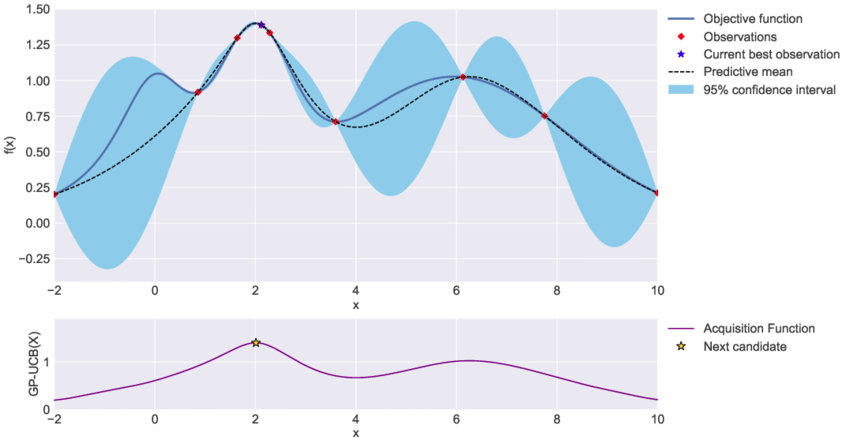 1.50
1.25
1.00
0.75
0.50
0.25
0.00
−0.25
f(x)
−2 0 2 4 6 8 10
x
Objective function
Observations
Current best observation
Predictive mean
95% confidence interval
1
0
GP-UCB(X)
−2 0 2 4 6 8 10
x
Acquisition Function
Next candidate